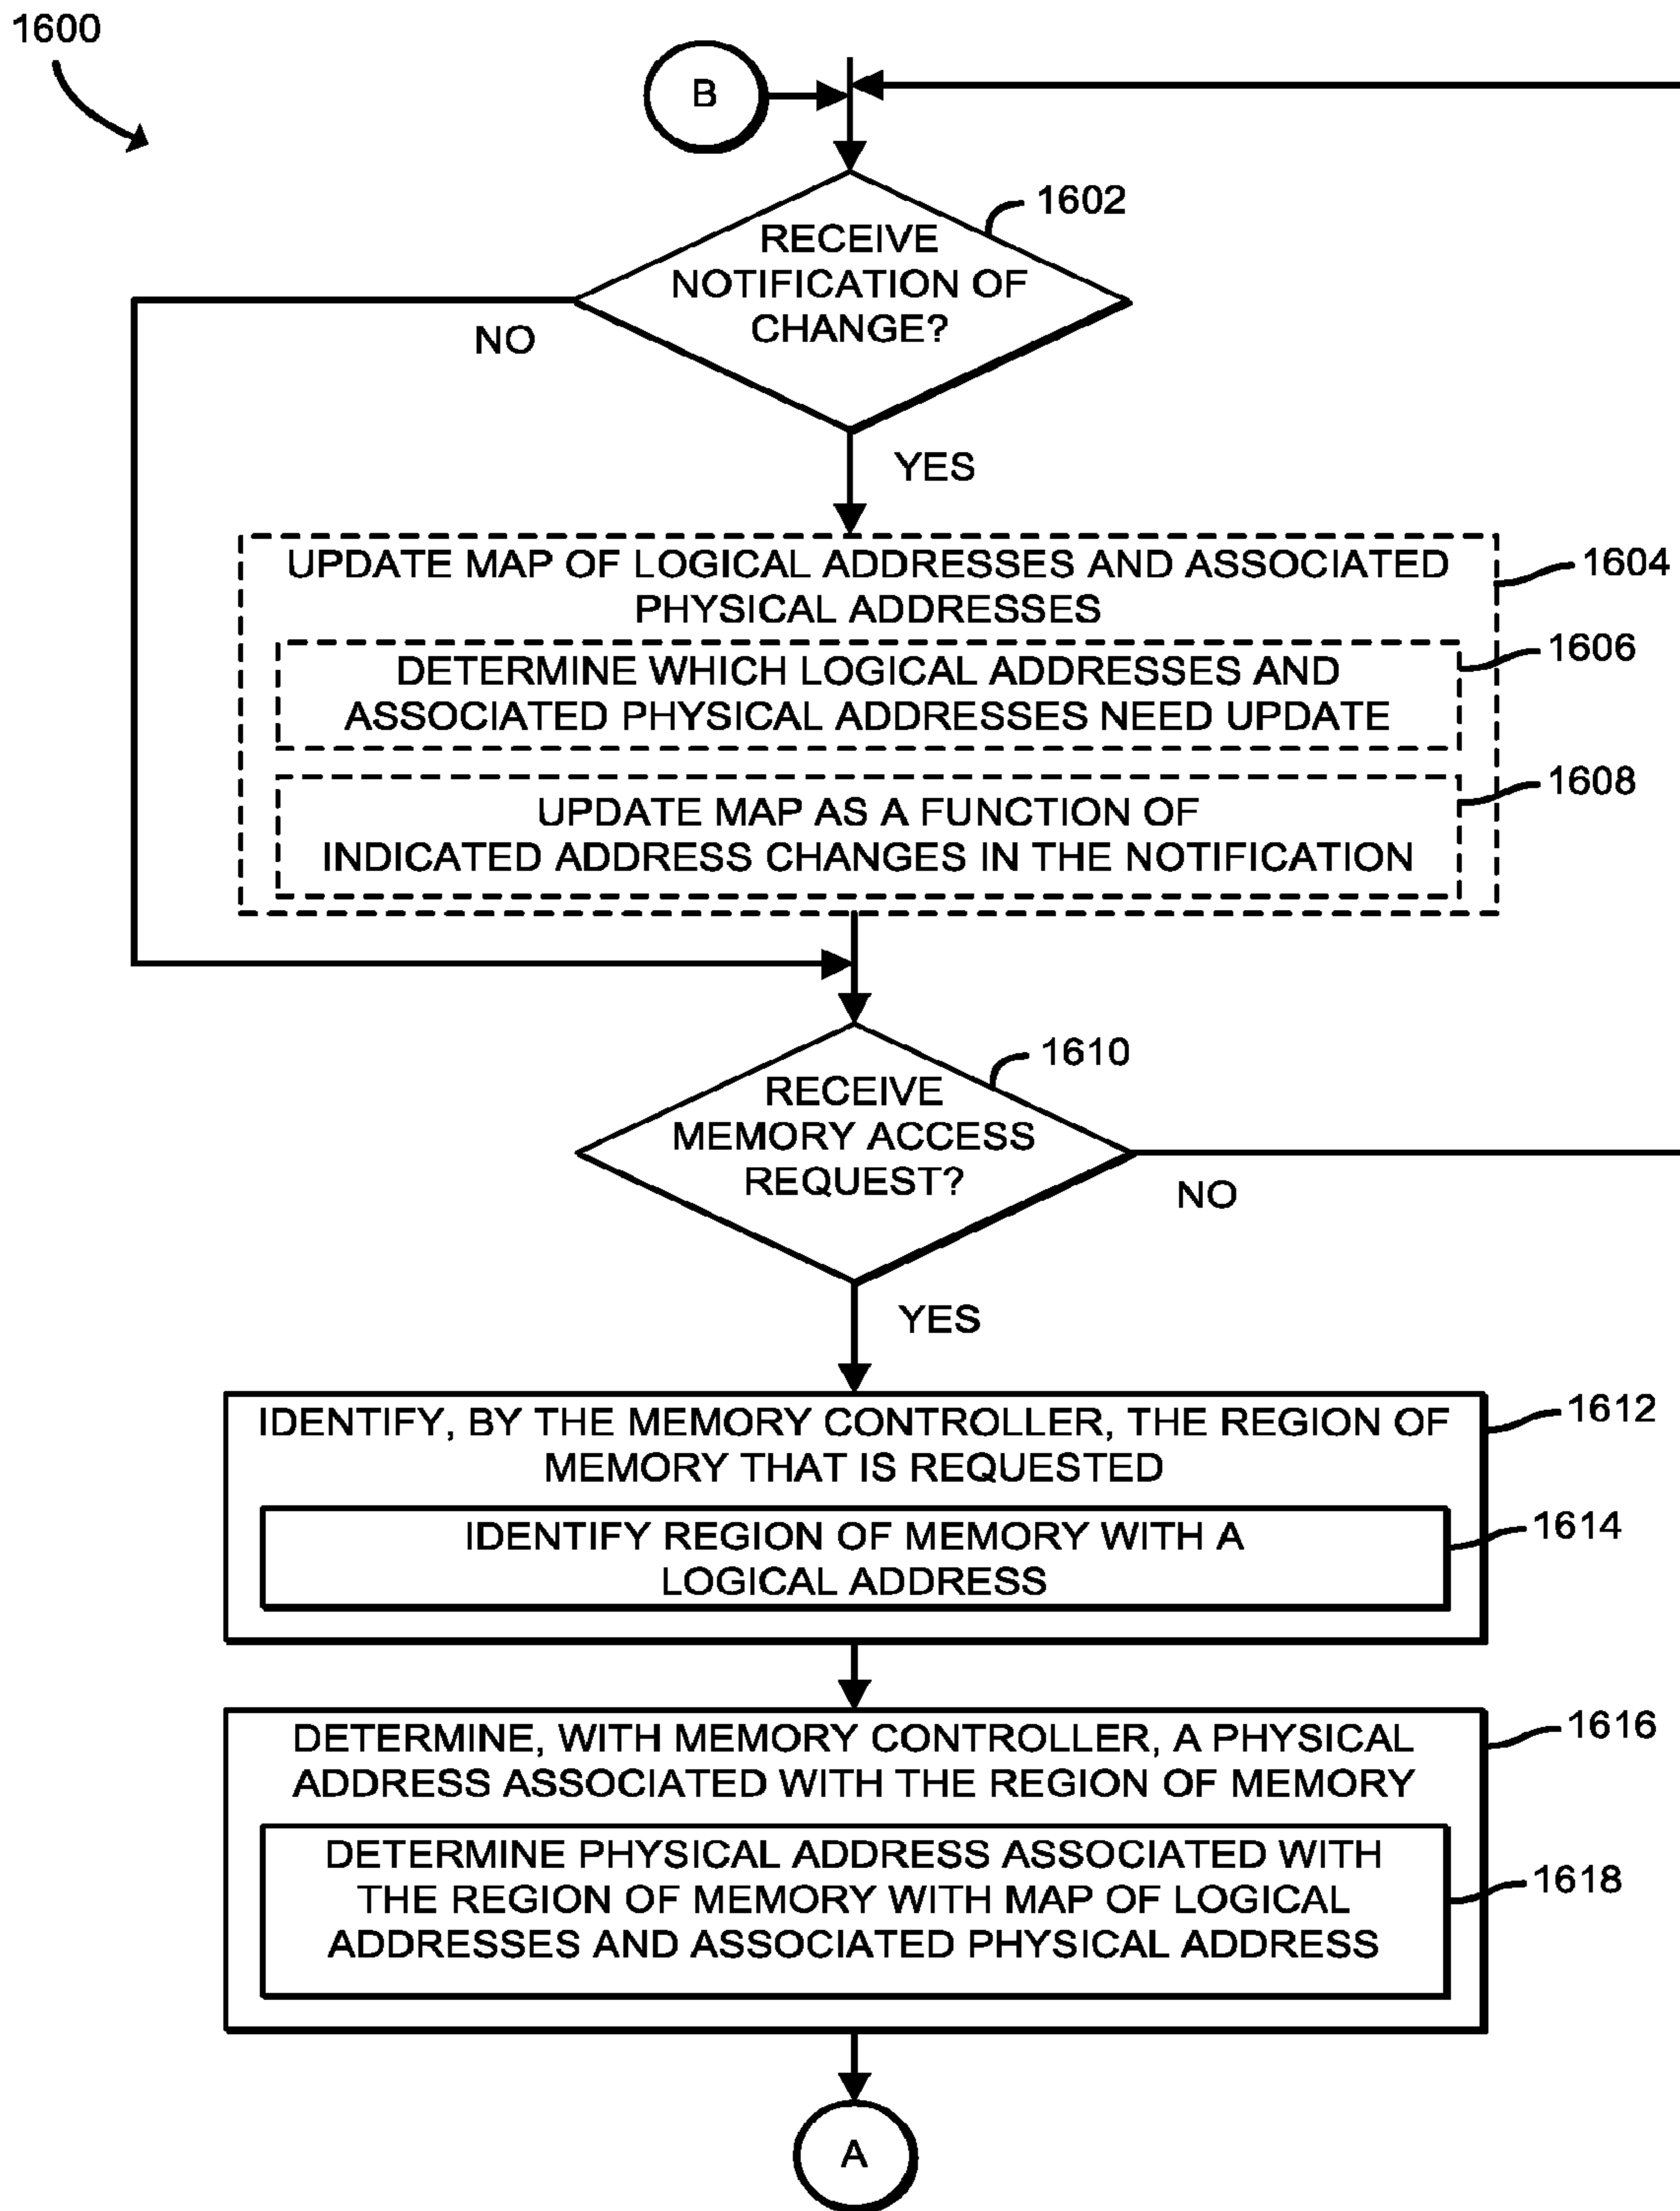 1600
B
1602
RECEIVE
NOTIFICATION OF
CHANGE?
NO
YES
UPDATE MAP OF LOGICAL ADDRESSES AND ASSOCIATED
PHYSICAL ADDRESSES
1604
DETERMINE WHICH LOGICAL ADDRESSES AND
ASSOCIATED PHYSICAL ADDRESSES NEED UPDATE
1606
UPDATE MAP AS A FUNCTION OF
INDICATED ADDRESS CHANGES IN THE NOTIFICATION
1608
1610
RECEIVE
MEMORY ACCESS
REQUEST?
NO
YES
IDENTIFY, BY THE MEMORY CONTROLLER, THE REGION OF
MEMORY THAT IS REQUESTED
1612
IDENTIFY REGION OF MEMORY WITH A
LOGICAL ADDRESS
1614
DETERMINE, WITH MEMORY CONTROLLER, A PHYSICAL
ADDRESS ASSOCIATED WITH THE REGION OF MEMORY
1616
DETERMINE PHYSICAL ADDRESS ASSOCIATED WITH
THE REGION OF MEMORY WITH MAP OF LOGICAL
ADDRESSES AND ASSOCIATED PHYSICAL ADDRESS
1618
A